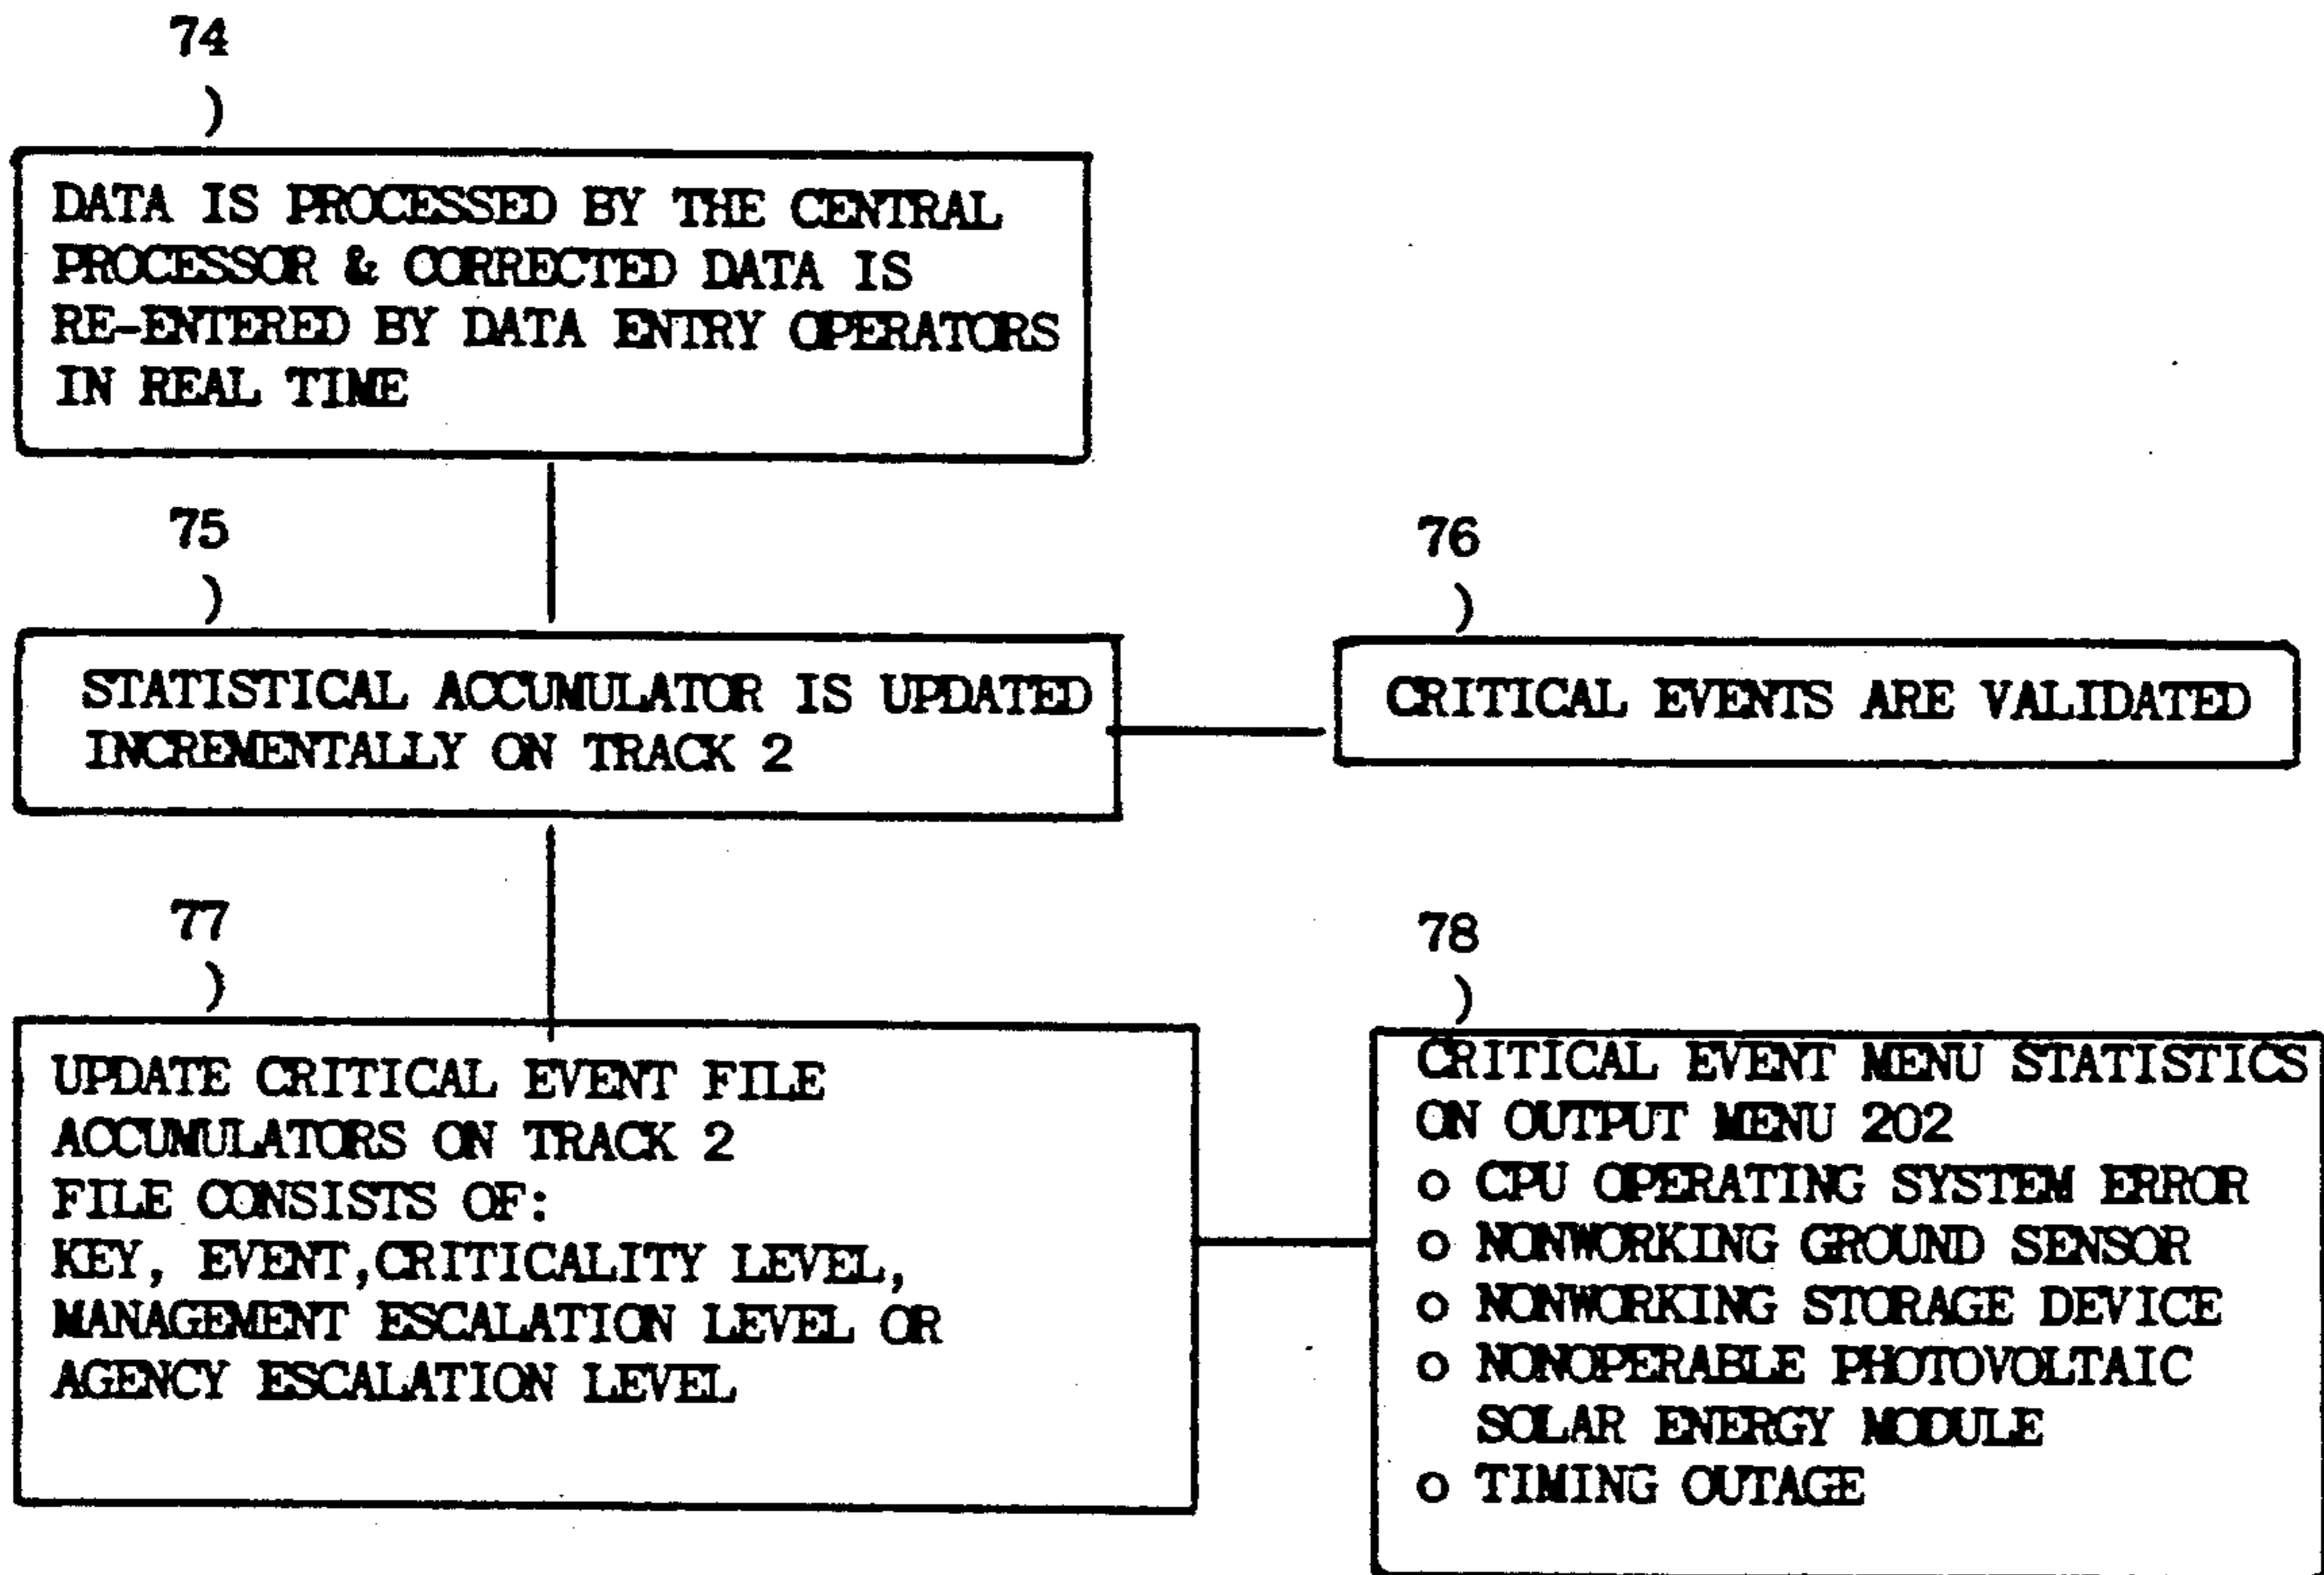 74
DATA IS PROCESSED BY THE CENTRAL
PROCESSOR & CORRECTED DATA IS
RE-ENTERED BY DATA ENTRY OPERATORS
IN REAL TIME
75
STATISTICAL ACCUMULATOR IS UPDATED
INCREMENTALLY ON TRACK 2
76
CRITICAL EVENTS ARE VALIDATED
77
UPDATE CRITICAL EVENT FILE
ACCUMULATORS ON TRACK 2
FILE CONSISTS OF:
KEY, EVENT,CRITICALITY LEVEL,
MANAGEMENT ESCALATION LEVEL OR
AGENCY ESCALATION LEVEL
78
CRITICAL EVENT MENU STATISTICS
ON OUTPUT MENU 202
o CPU OPERATING SYSTEM ERROR
o NONWORKING GROUND SENSOR
o NONWORKING STORAGE DEVICE
o NONOPERABLE PHOTOVOLTAIC
SOLAR ENERGY MODULE
o TIMING OUTAGE